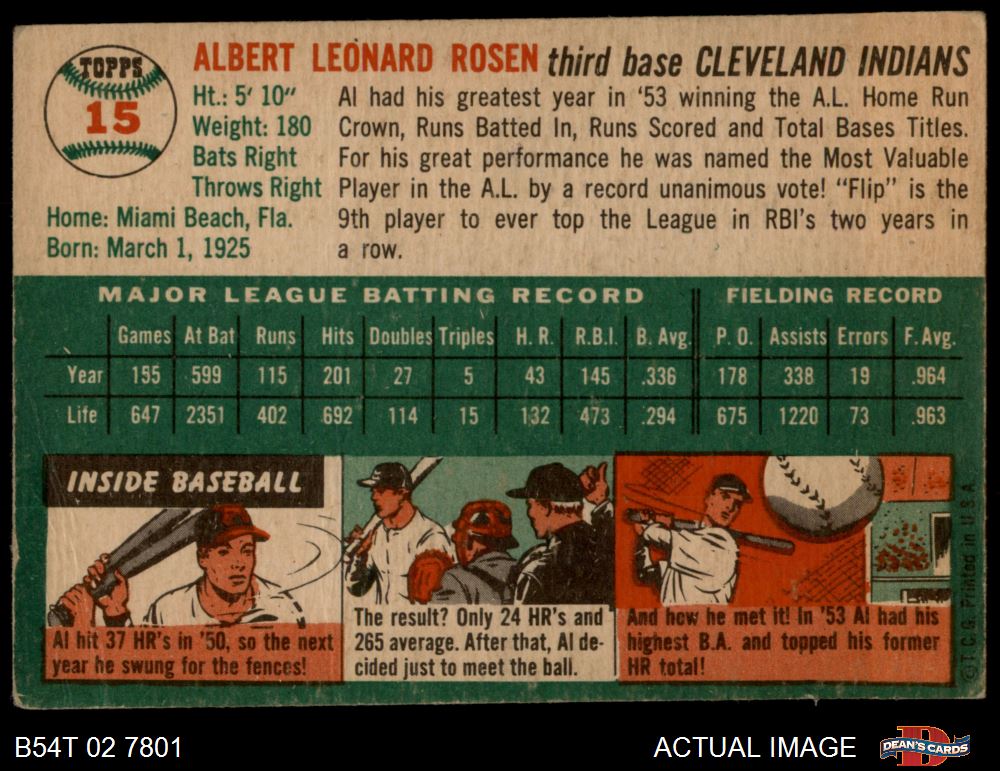 TOPPS
15
ALBERT LEONARD ROSEN third base CLEVELAND INDIANS
Ht.: 5' 10"
Weight: 180
Bats Right
Throws Right
Home: Miami Beach, Fla.
Born: March 1, 1925
Al had his greatest year in '53 winning the A.L. Home Run
Crown, Runs Batted In, Runs Scored and Total Bases Titles.
For his great performance he was named the Most Valuable
Player in the A.L. by a record unanimous vote! "Flip" is the
9th player to ever top the League in RBI's two years in
a row.
MAJOR LEAGUE BATTING RECORD FIELDING RECORD
Games At Bat Runs Hits Doubles Triples H. R. R.B.I. B. Avg. P. O. Assists Errors F. Avg.
Year 155 599 115 201 27 5 43 145 .336 178 338 19 .964
Life 647 2351 402 692 114 15 132 473 .294 675 1220 73 .963
INSIDE BASEBALL
Al hit 37 HR's in '50, so the next
year he swung for the fences!
The result? Only 24 HR's and
265 average. After that, Al de-
cided just to meet the ball.
And how he met it! In '53 Al had his
highest B.A. and topped his former
HR total!
© T. C. G. Printed in U S A
B54T 02 7801
ACTUAL IMAGE
DEAN'S CARDS